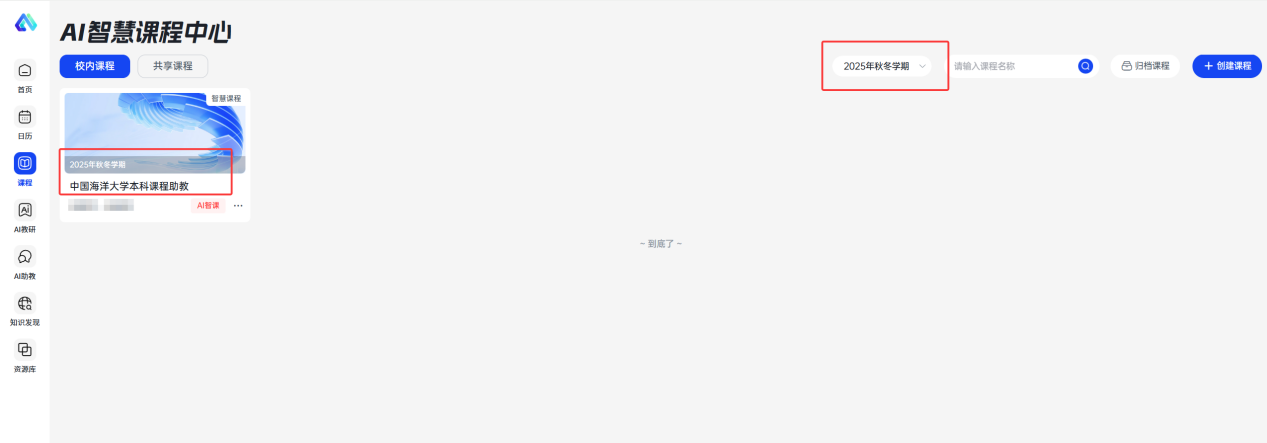 AI智慧课程中心
校内课程
共享课程
2025年秋冬学期
请输入课程名称
归档课程
+ 创建课程
首页
日历
课程
AI教研
AI助教
知识发现
资源库
智慧课程
2025年秋冬学期
中国海洋大学本科课程助教
AI智课
~ 到底了 ~